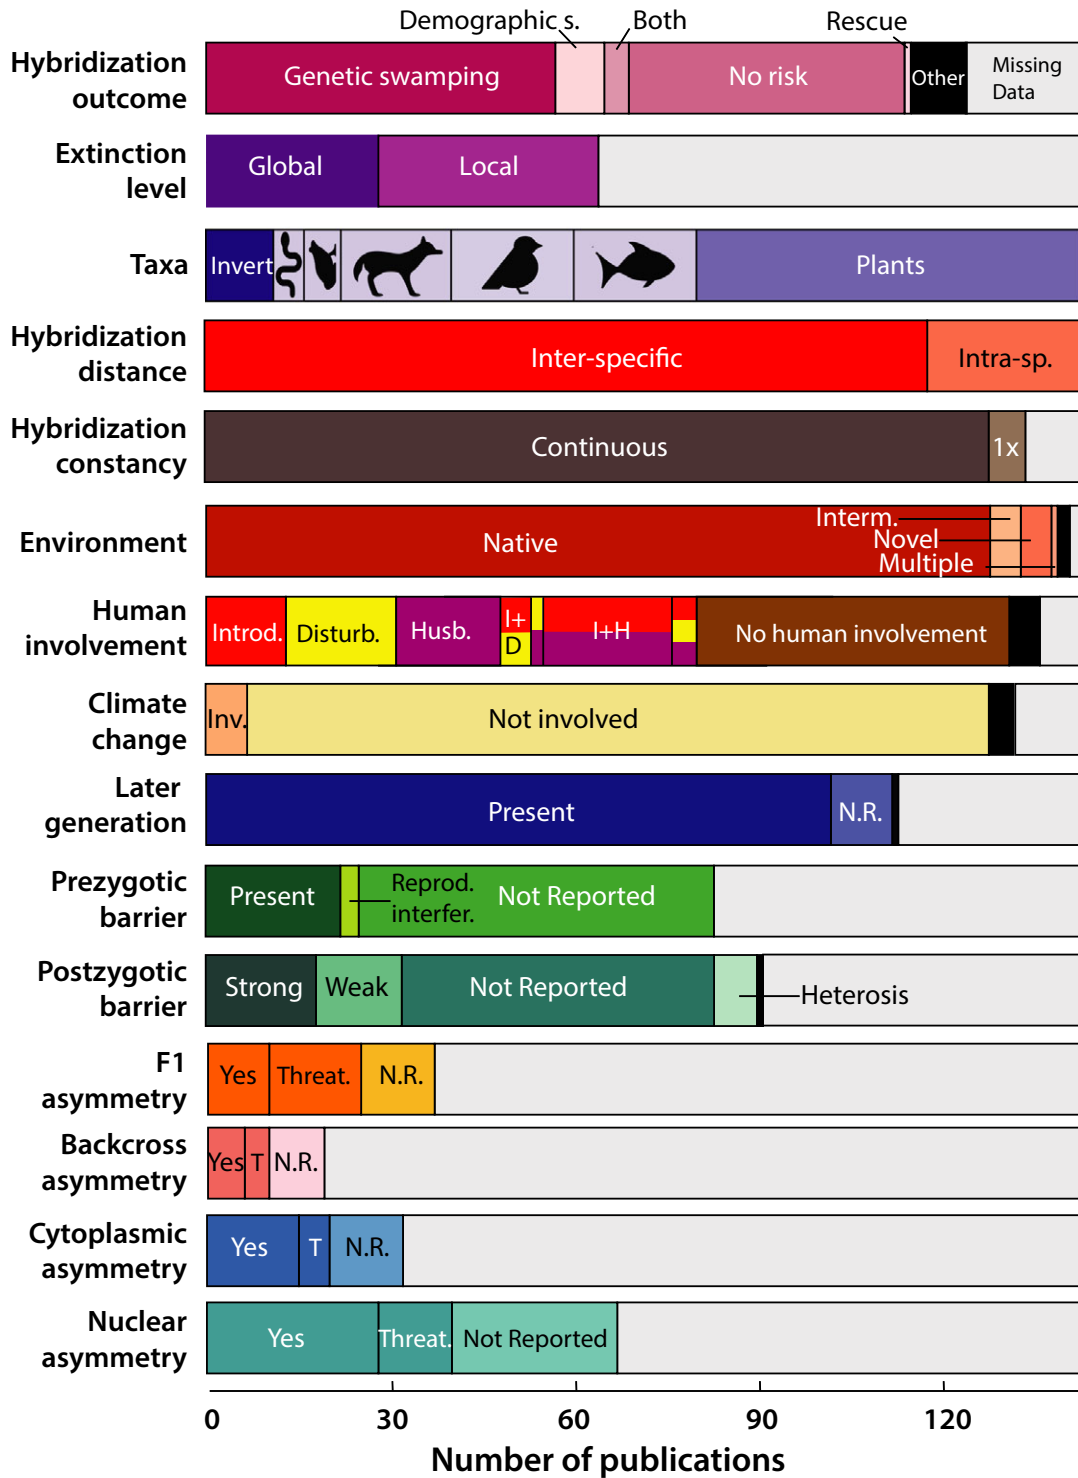 Demographic s. Both Rescue
Hybridization outcome
Genetic swamping No risk Other Missing Data
Extinction level
Global Local
Taxa
Invert Plants
Hybridization distance
Inter-specific Intra-sp.
Hybridization constancy
Continuous 1x
Environment
Native Interm. Novel Multiple
Human involvement
Introd. Disturb. Husb. I+ D I+H No human involvement
Climate change
Inv. Not involved
Later generation
Present N.R.
Prezygotic barrier
Present Reprod. interfer. Not Reported
Postzygotic barrier
Strong Weak Not Reported Heterosis
F1 asymmetry
Yes Threat. N.R.
Backcross asymmetry
Yes T N.R.
Cytoplasmic asymmetry
Yes T N.R.
Nuclear asymmetry
Yes Threat. Not Reported
0 30 60 90 120
Number of publications